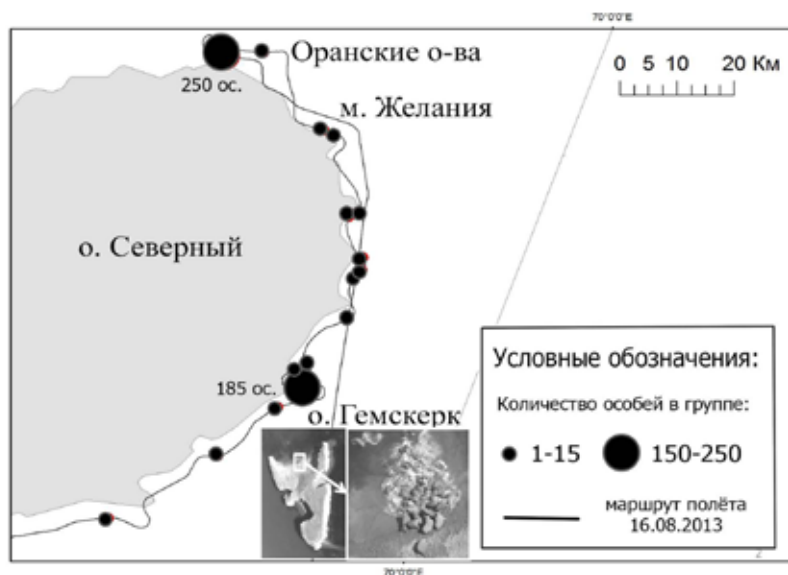 70°0'0"E
Оранские о-ва
0 5 10 20 Км
250 ос.
м. Желания
о. Северный
185 ос.
о. Гемскерк
Условные обозначения:
Количество особей в группе:
1-15 150-250
маршрут полёта
16.08.2013
70°0'0"E